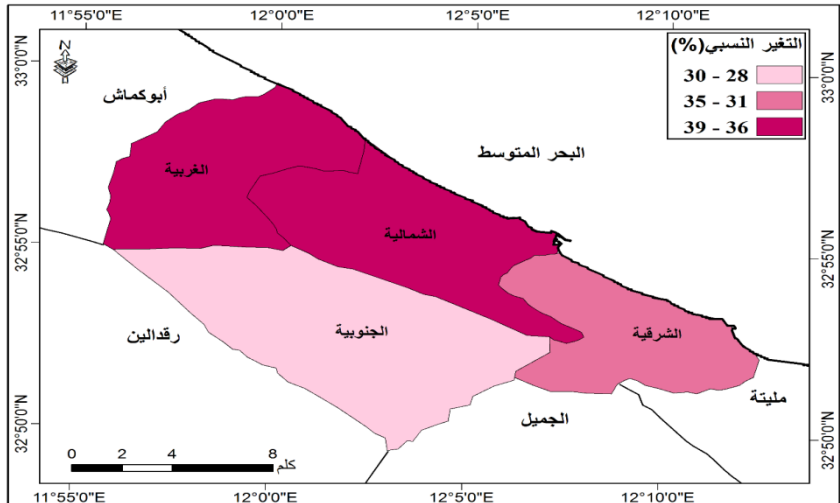 11°55'0"E 12°0'0"E 12°5'0"E 12°10'0"E
33°0'0"N
32°55'0"N
32°50'0"N
N
التغير النسبي(%)
30 - 28
35 - 31
39 - 36
33°0'0"N
32°55'0"N
32°50'0"N
أبوكماش
البحر المتوسط
الغربية
الشمالية
الشرقية
الجنوبية
رقدالين
مليتة
الجميل
0 2 4 8
كلم
11°55'0"E 12°0'0"E 12°5'0"E 12°10'0"E